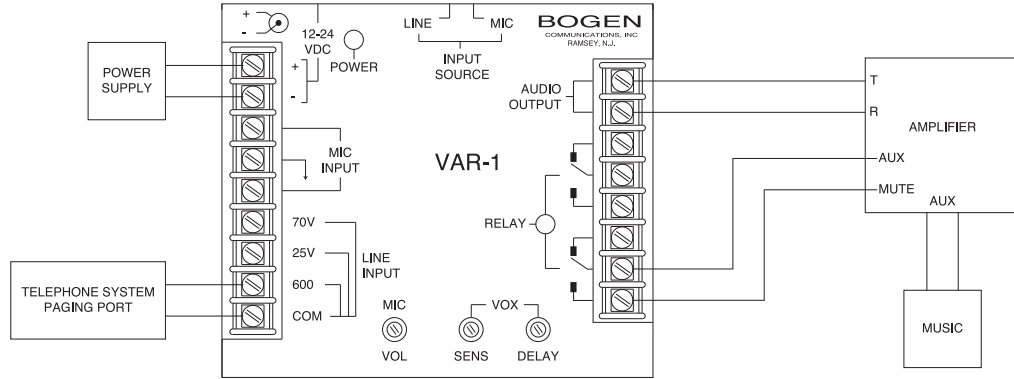 +
-
12-24
VDC
POWER
LINE
MIC
INPUT
SOURCE
BOGEN
COMMUNICATIONS, INC
RAMSEY, N.J.
POWER
SUPPLY
+
-
MIC
INPUT
VAR-1
AUDIO
OUTPUT
T
R
AMPLIFIER
AUX
MUTE
AUX
RELAY
70V
25V
600
COM
LINE
INPUT
TELEPHONE SYSTEM
PAGING PORT
MIC
VOL
VOX
SENS
DELAY
MUSIC